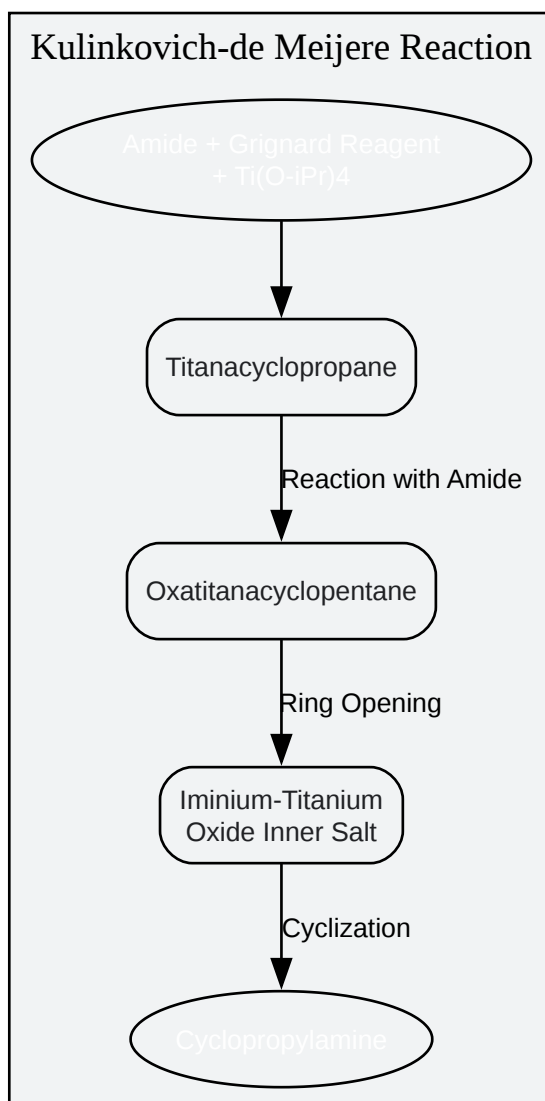 Kulinkovich-de Meijere Reaction
Amide + Grignard Reagent
+ Ti(O-iPr)4
Titanacyclopropane
Reaction with Amide
Oxatitanacyclopentane
Ring Opening
Iminium-Titanium
Oxide Inner Salt
Cyclization
Cyclopropylamine